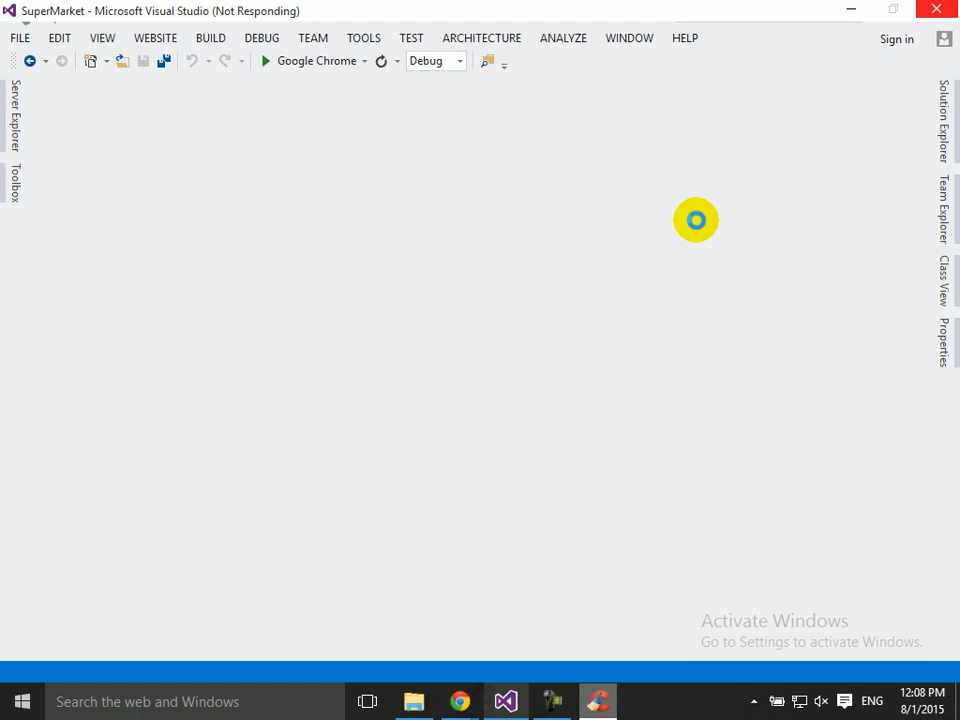 SuperMarket - Microsoft Visual Studio (Not Responding)
FILE EDIT VIEW WEBSITE BUILD DEBUG TEAM TOOLS TEST ARCHITECTURE ANALYZE WINDOW HELP Sign in
Google Chrome Debug
Server Explorer
Toolbox
Solution Explorer
Team Explorer
Class View
Properties
Activate Windows
Go to Settings to activate Windows.
Search the web and Windows
ENG
12:08 PM
8/1/2015